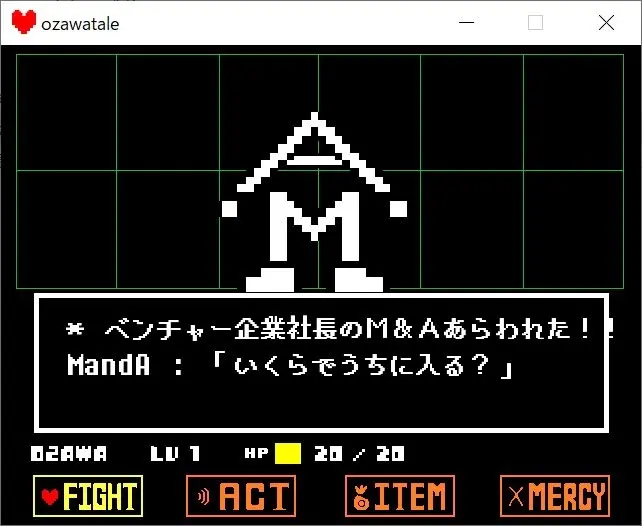 ozawatale
* ベンチャー企業社長のM&Aあらわれた！！
MandA : 「いくらでうちに入る？」
OZAWA LV 1 HP 20 / 20
FIGHT ACT ITEM MERCY